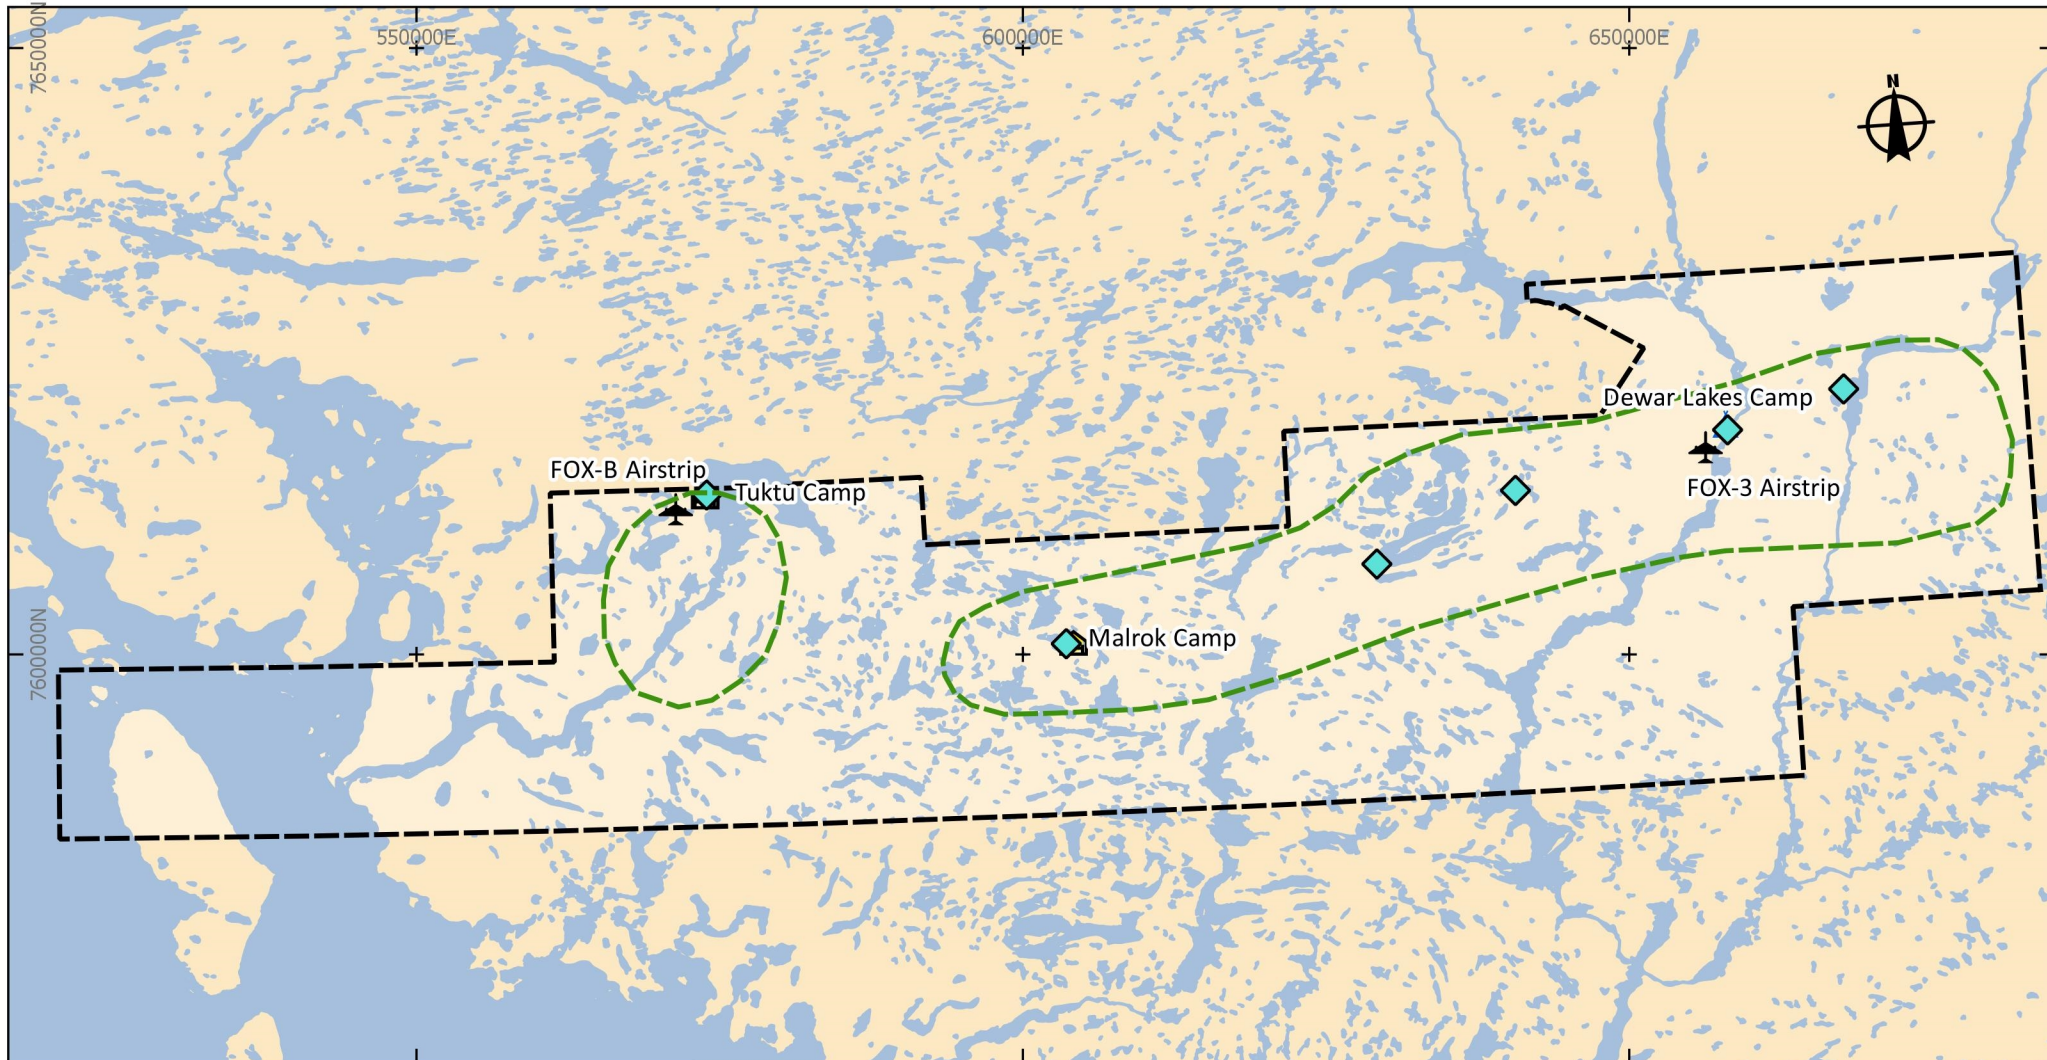 550000E
600000E
650000E
7650000N
N
Dewar Lakes Camp
FOX-B Airstrip
Tuktu Camp
FOX-3 Airstrip
Malrok Camp
7600000N